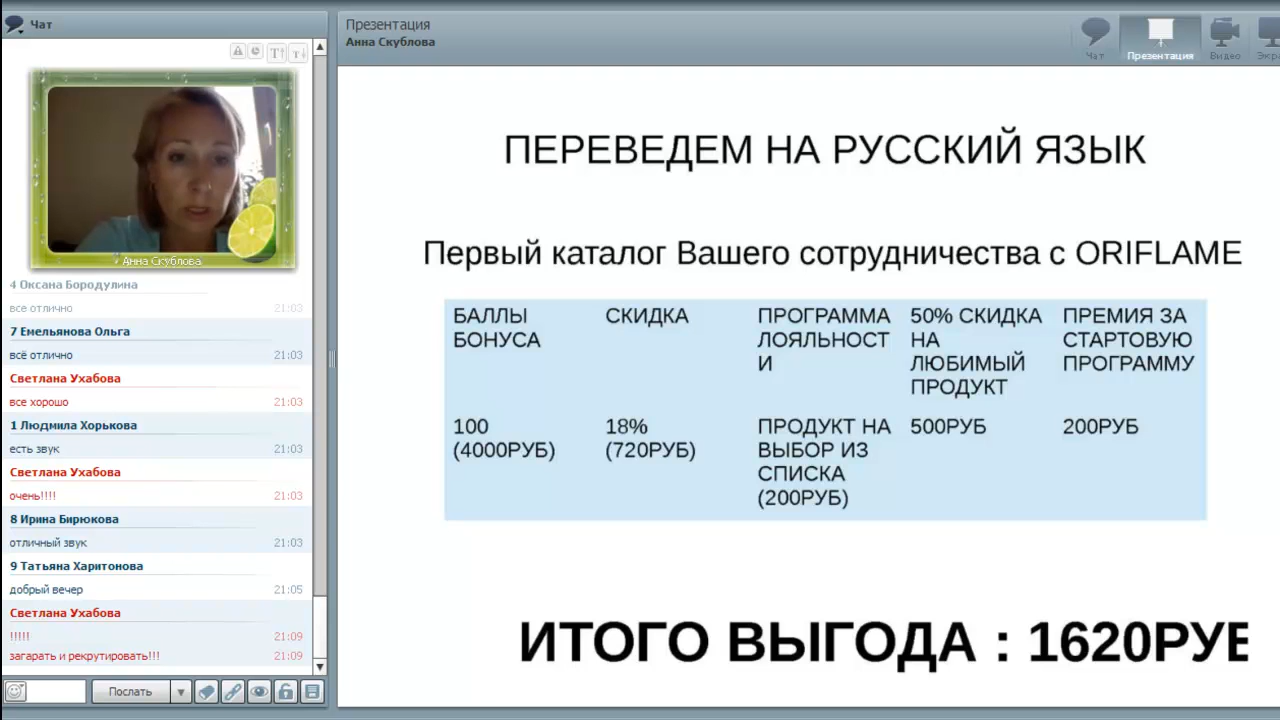 Чат
Анна Скублова
4 Оксана Бородулина
все отлично 21:03
7 Емельянова Ольга
всё отлично 21:03
Светлана Ухабова
все хорошо 21:03
1 Людмила Хорькова
есть звук 21:03
Светлана Ухабова
очень!!!! 21:03
8 Ирина Бирюкова
отличный звук 21:03
9 Татьяна Харитонова
добрый вечер 21:05
Светлана Ухабова
!!!!! 21:09
загарать и рекрутировать!!! 21:09
Послать
Презентация
Анна Скублова
Чат Презентация Видео
ПЕРЕВЕДЕМ НА РУССКИЙ ЯЗЫК
Первый каталог Вашего сотрудничества с ORIFLAME
БАЛЛЫ
БОНУСА
СКИДКА
ПРОГРАММА
ЛОЯЛЬНОСТ
И
50% СКИДКА
НА
ЛЮБИМЫЙ
ПРОДУКТ
ПРЕМИЯ ЗА
СТАРТОВУЮ
ПРОГРАММУ
100
(4000РУБ)
18%
(720РУБ)
ПРОДУКТ НА
ВЫБОР ИЗ
СПИСКА
(200РУБ)
500РУБ
200РУБ
ИТОГО ВЫГОДА : 1620РУ